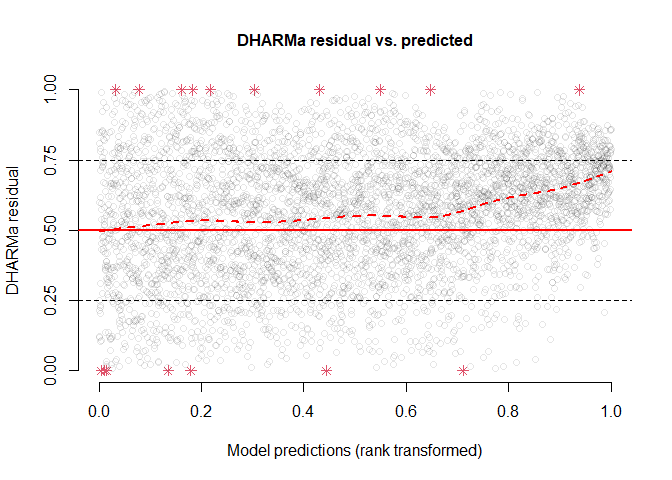 DHARMa residual vs. predicted
1.00
0.75
0.50
0.25
0.00
DHARMa residual
0.0 0.2 0.4 0.6 0.8 1.0
Model predictions (rank transformed)